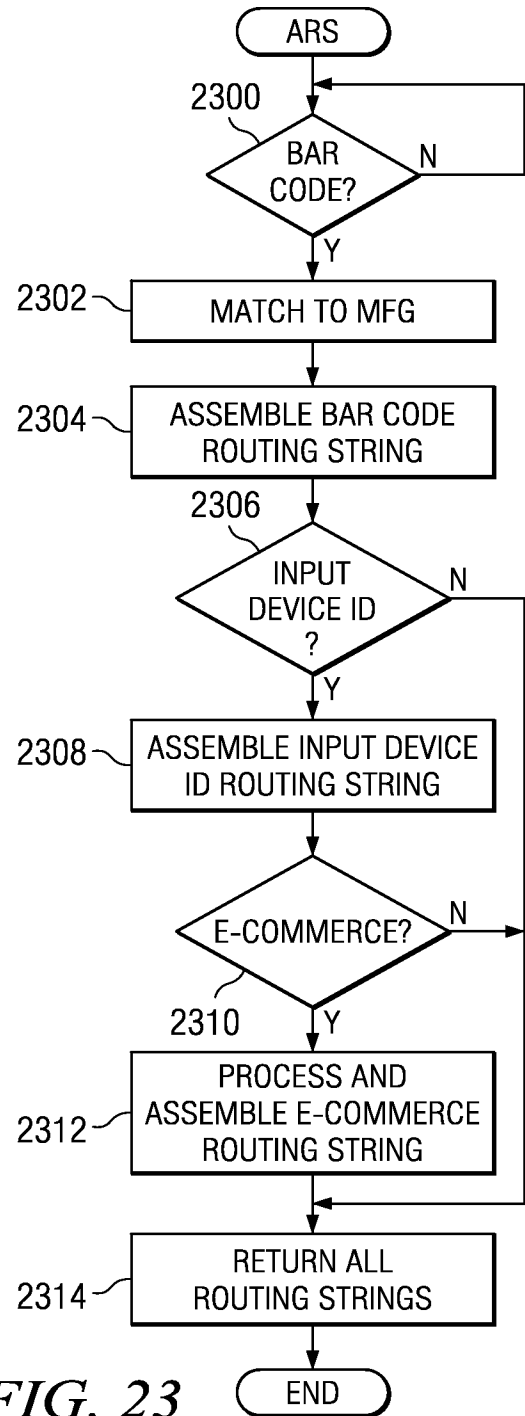 ARS
2300
BAR
CODE?
N
Y
2302
MATCH TO MFG
2304
ASSEMBLE BAR CODE
ROUTING STRING
2306
INPUT
DEVICE ID
?
N
Y
2308
ASSEMBLE INPUT DEVICE
ID ROUTING STRING
E-COMMERCE?
N
2310
Y
2312
PROCESS AND
ASSEMBLE E-COMMERCE
ROUTING STRING
2314
RETURN ALL
ROUTING STRINGS
FIG. 23
END